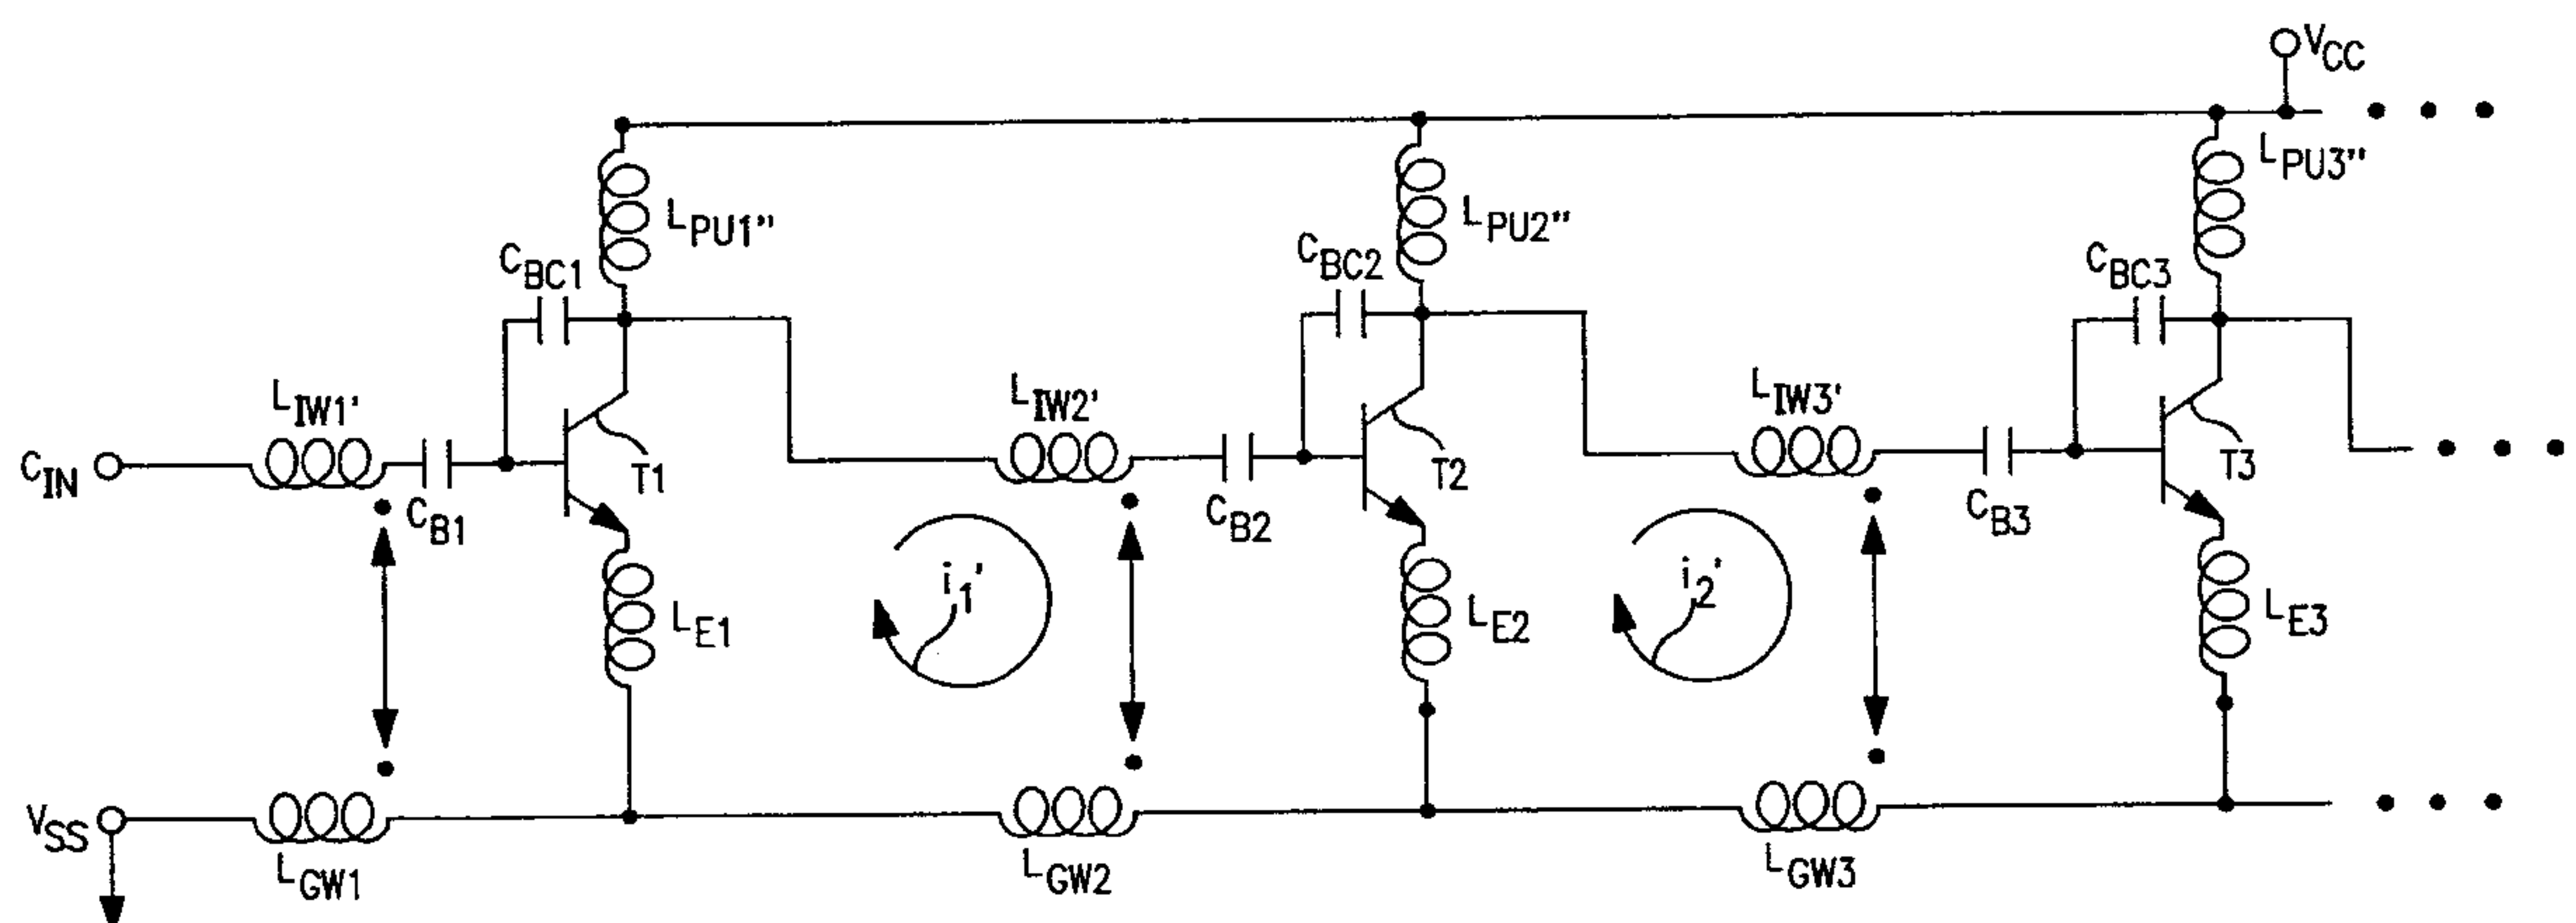 VCC
LPU1"
LPU2"
LPU3"
CBC1
CBC2
CBC3
LIW1'
LIW2'
LIW3'
CIN
T1
T2
T3
CB1
CB2
CB3
i1'
i2'
LE1
LE2
LE3
VSS
LGW1
LGW2
LGW3